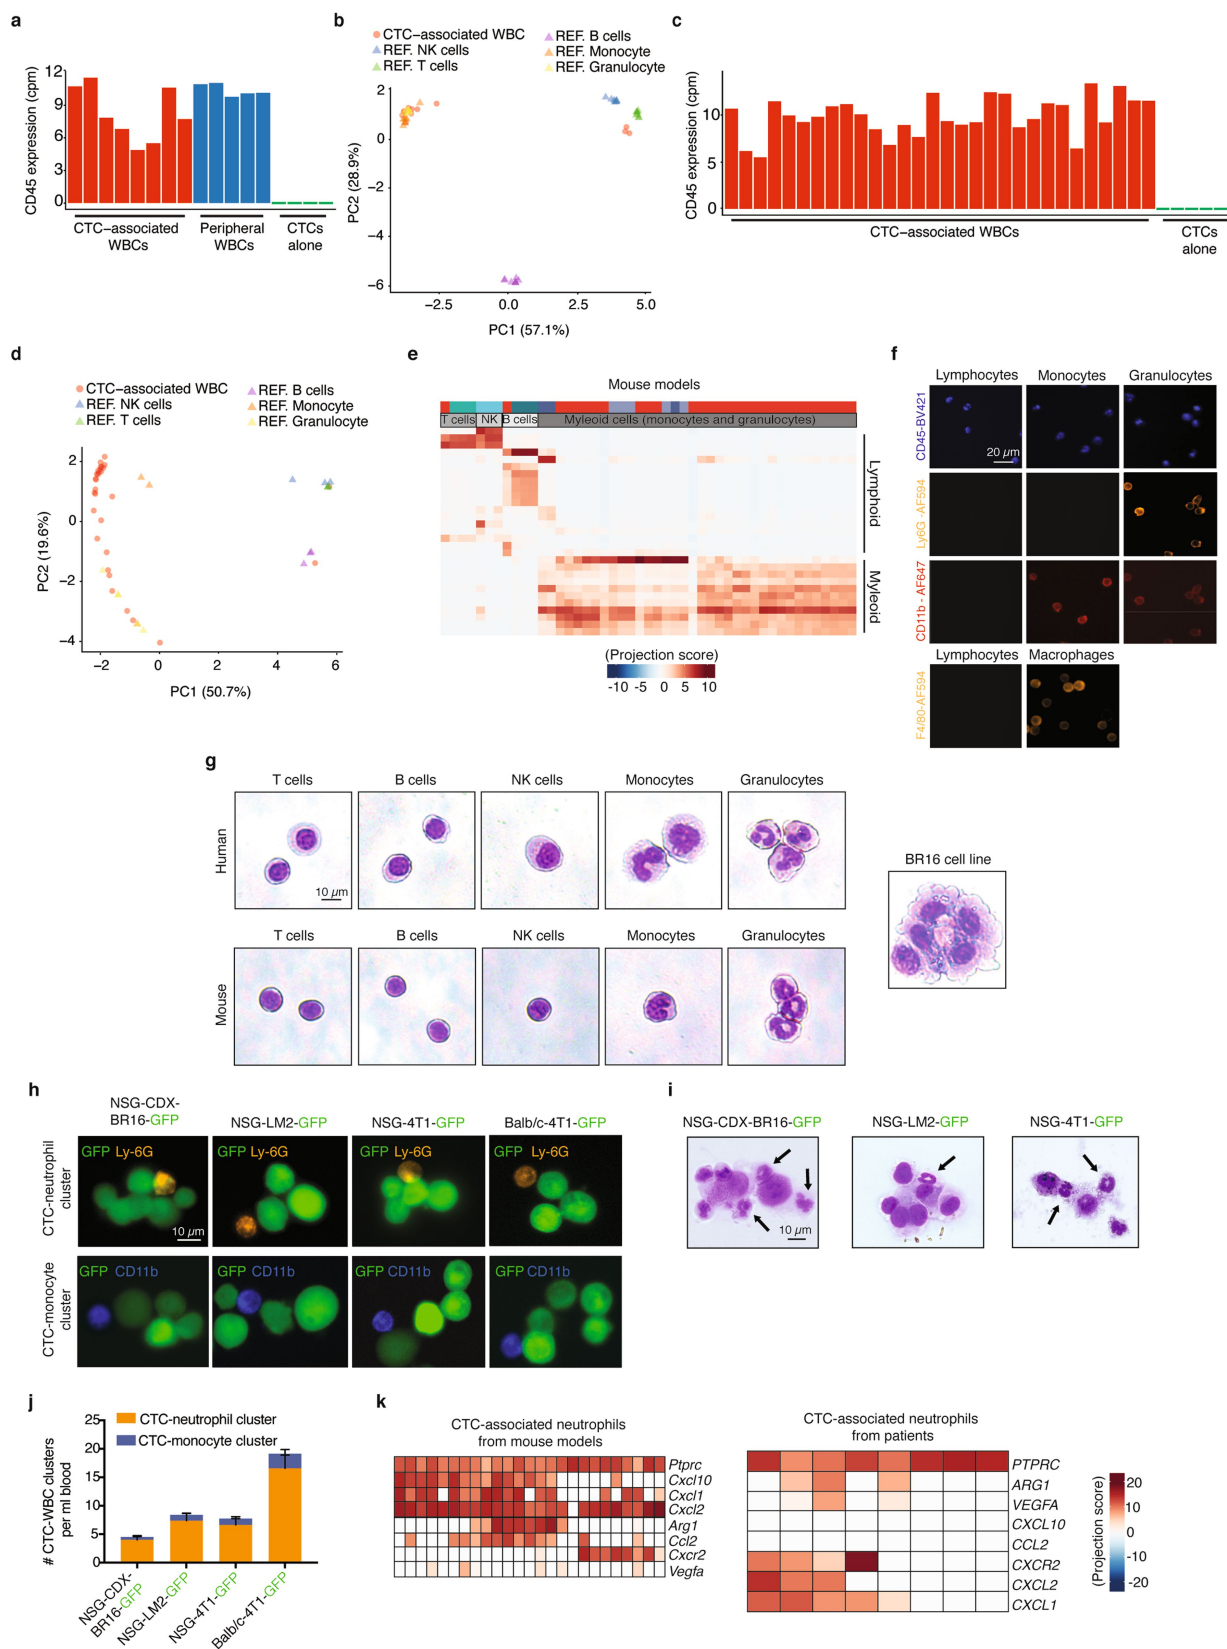 a
CD45 expression (cpm)
12
9
6
3
0
CTC–associated
WBCs
Peripheral
WBCs
CTCs
alone
b
CTC–associated WBC
REF. NK cells
REF. T cells
REF. B cells
REF. Monocyte
REF. Granulocyte
PC2 (28.9%)
2
0
−2
−4
−6
−2.5
0.0
2.5
5.0
PC1 (57.1%)
c
CD45 expression (cpm)
10
5
0
CTC–associated WBCs
CTCs
alone
d
CTC–associated WBC
REF. NK cells
REF. T cells
REF. B cells
REF. Monocyte
REF. Granulocyte
PC2 (19.6%)
2
0
−2
−4
−2
0
2
4
6
PC1 (50.7%)
e
Mouse models
T cells
NK
B cells
Myleoid cells (monocytes and granulocytes)
Lymphoid
Myleoid
(Projection score)
-10
-5
0
5
10
f
Lymphocytes
Monocytes
Granulocytes
CD45-BV421
20 µm
Ly6G -AF594
CD11b - AF647
Lymphocytes
Macrophages
F4/80-AF594
g
T cells
B cells
NK cells
Monocytes
Granulocytes
Human
10 µm
BR16 cell line
T cells
B cells
NK cells
Monocytes
Granulocytes
Mouse
h
NSG-CDX-
BR16-GFP
NSG-LM2-GFP
NSG-4T1-GFP
Balb/c-4T1-GFP
CTC-neutrophil
cluster
GFP Ly-6G
GFP Ly-6G
GFP Ly-6G
GFP Ly-6G
10 µm
CTC-monocyte
cluster
GFP CD11b
GFP CD11b
GFP CD11b
GFP CD11b
i
NSG-CDX-BR16-GFP
NSG-LM2-GFP
NSG-4T1-GFP
10 µm
j
CTC-neutrophil cluster
CTC-monocyte cluster
# CTC-WBC clusters
per ml blood
25
20
15
10
5
0
NSG-CDX-
BR16-GFP
NSG-LM2-GFP
NSG-4T1-GFP
Balb/c-4T1-GFP
k
CTC-associated neutrophils
from mouse models
Ptprc
Cxcl10
Cxcl1
Cxcl2
Arg1
Ccl2
Cxcr2
Vegfa
CTC-associated neutrophils
from patients
PTPRC
ARG1
VEGFA
CXCL10
CCL2
CXCR2
CXCL2
CXCL1
(Projection score)
20
10
0
-10
-20